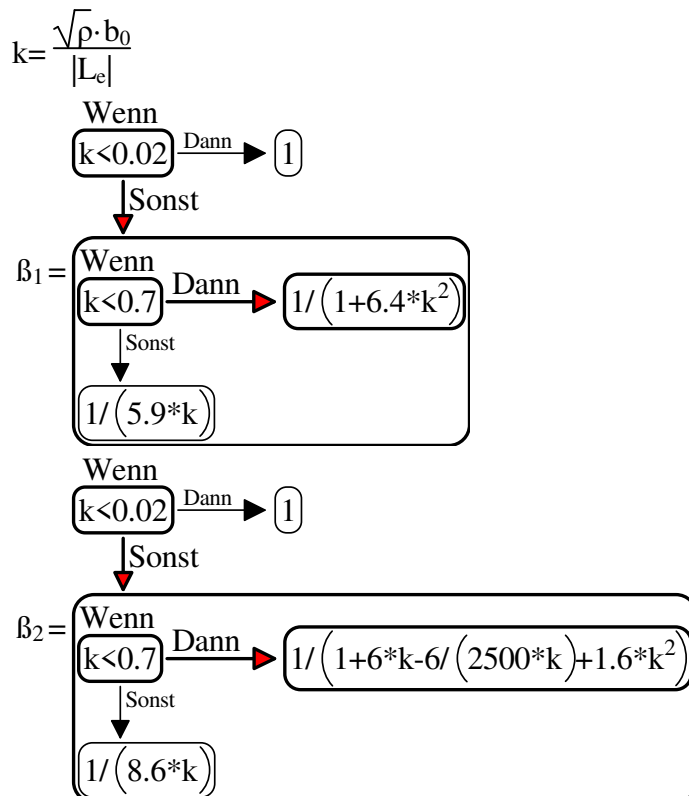 k=√ρ·b₀/|Lₑ|
Wenn
k<0.02 Dann 1
Sonst
ß₁=
Wenn
k<0.7 Dann 1/(1+6.4*k²)
Sonst
1/(5.9*k)
Wenn
k<0.02 Dann 1
Sonst
ß₂=
Wenn
k<0.7 Dann 1/(1+6*k-6/(2500*k)+1.6*k²)
Sonst
1/(8.6*k)